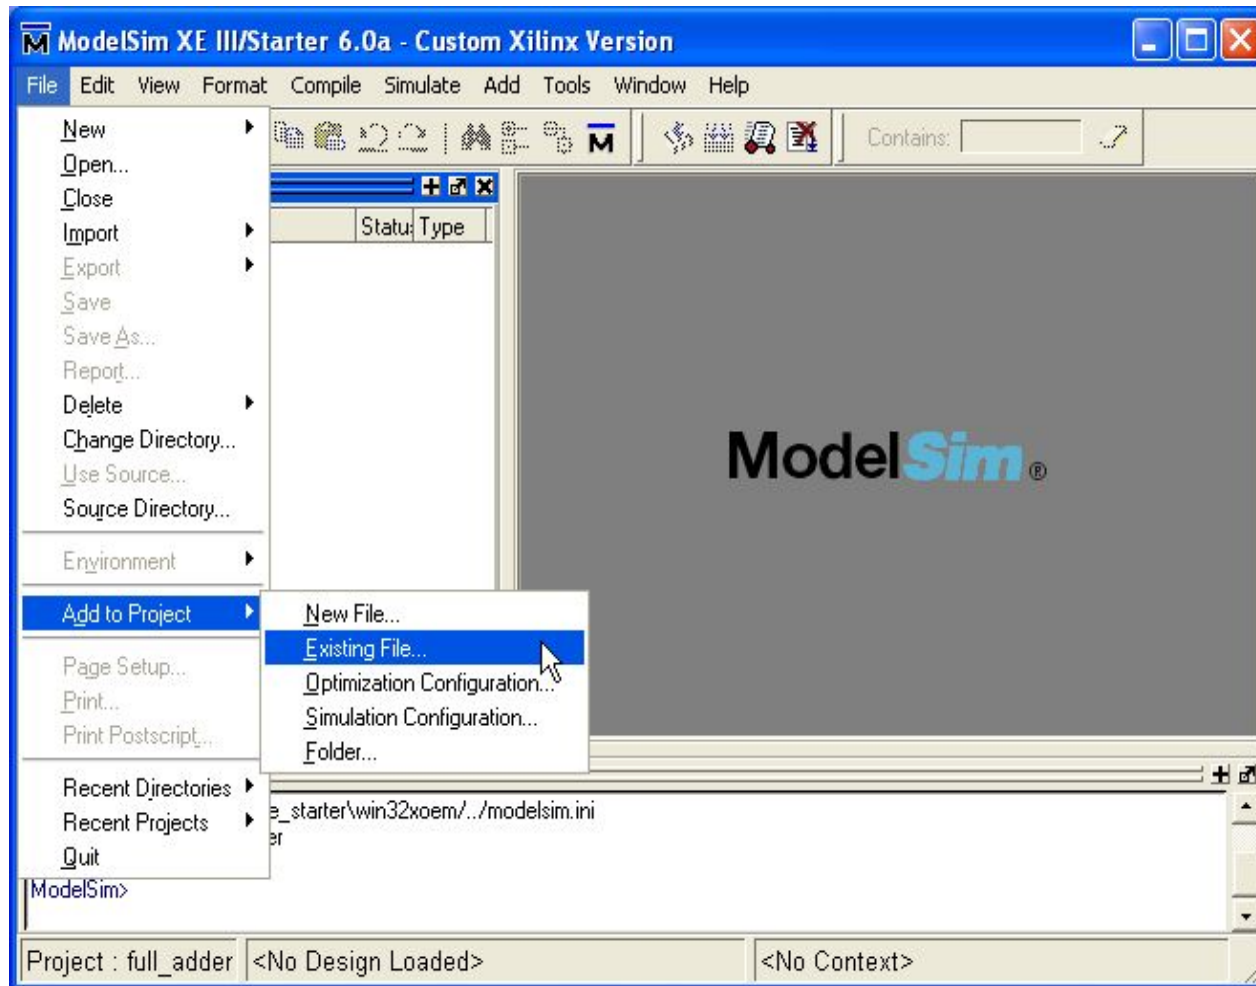 ModelSim XE III/Starter 6.0a - Custom Xilinx Version
File Edit View Format Compile Simulate Add Tools Window Help
New
Open...
Close
Import
Export
Save
Save As...
Report...
Delete
Change Directory...
Use Source...
Source Directory...
Environment
Add to Project
Page Setup...
Print...
Print Postscript...
Recent Directories
Recent Projects
Quit
Contains:
Type
ModelSim®
New File...
Existing File...
Optimization Configuration...
Simulation Configuration...
Folder...
e_starter\win32xoem/../modelsim.ini
er
ModelSim>
Project : full_adder <No Design Loaded> <No Context>